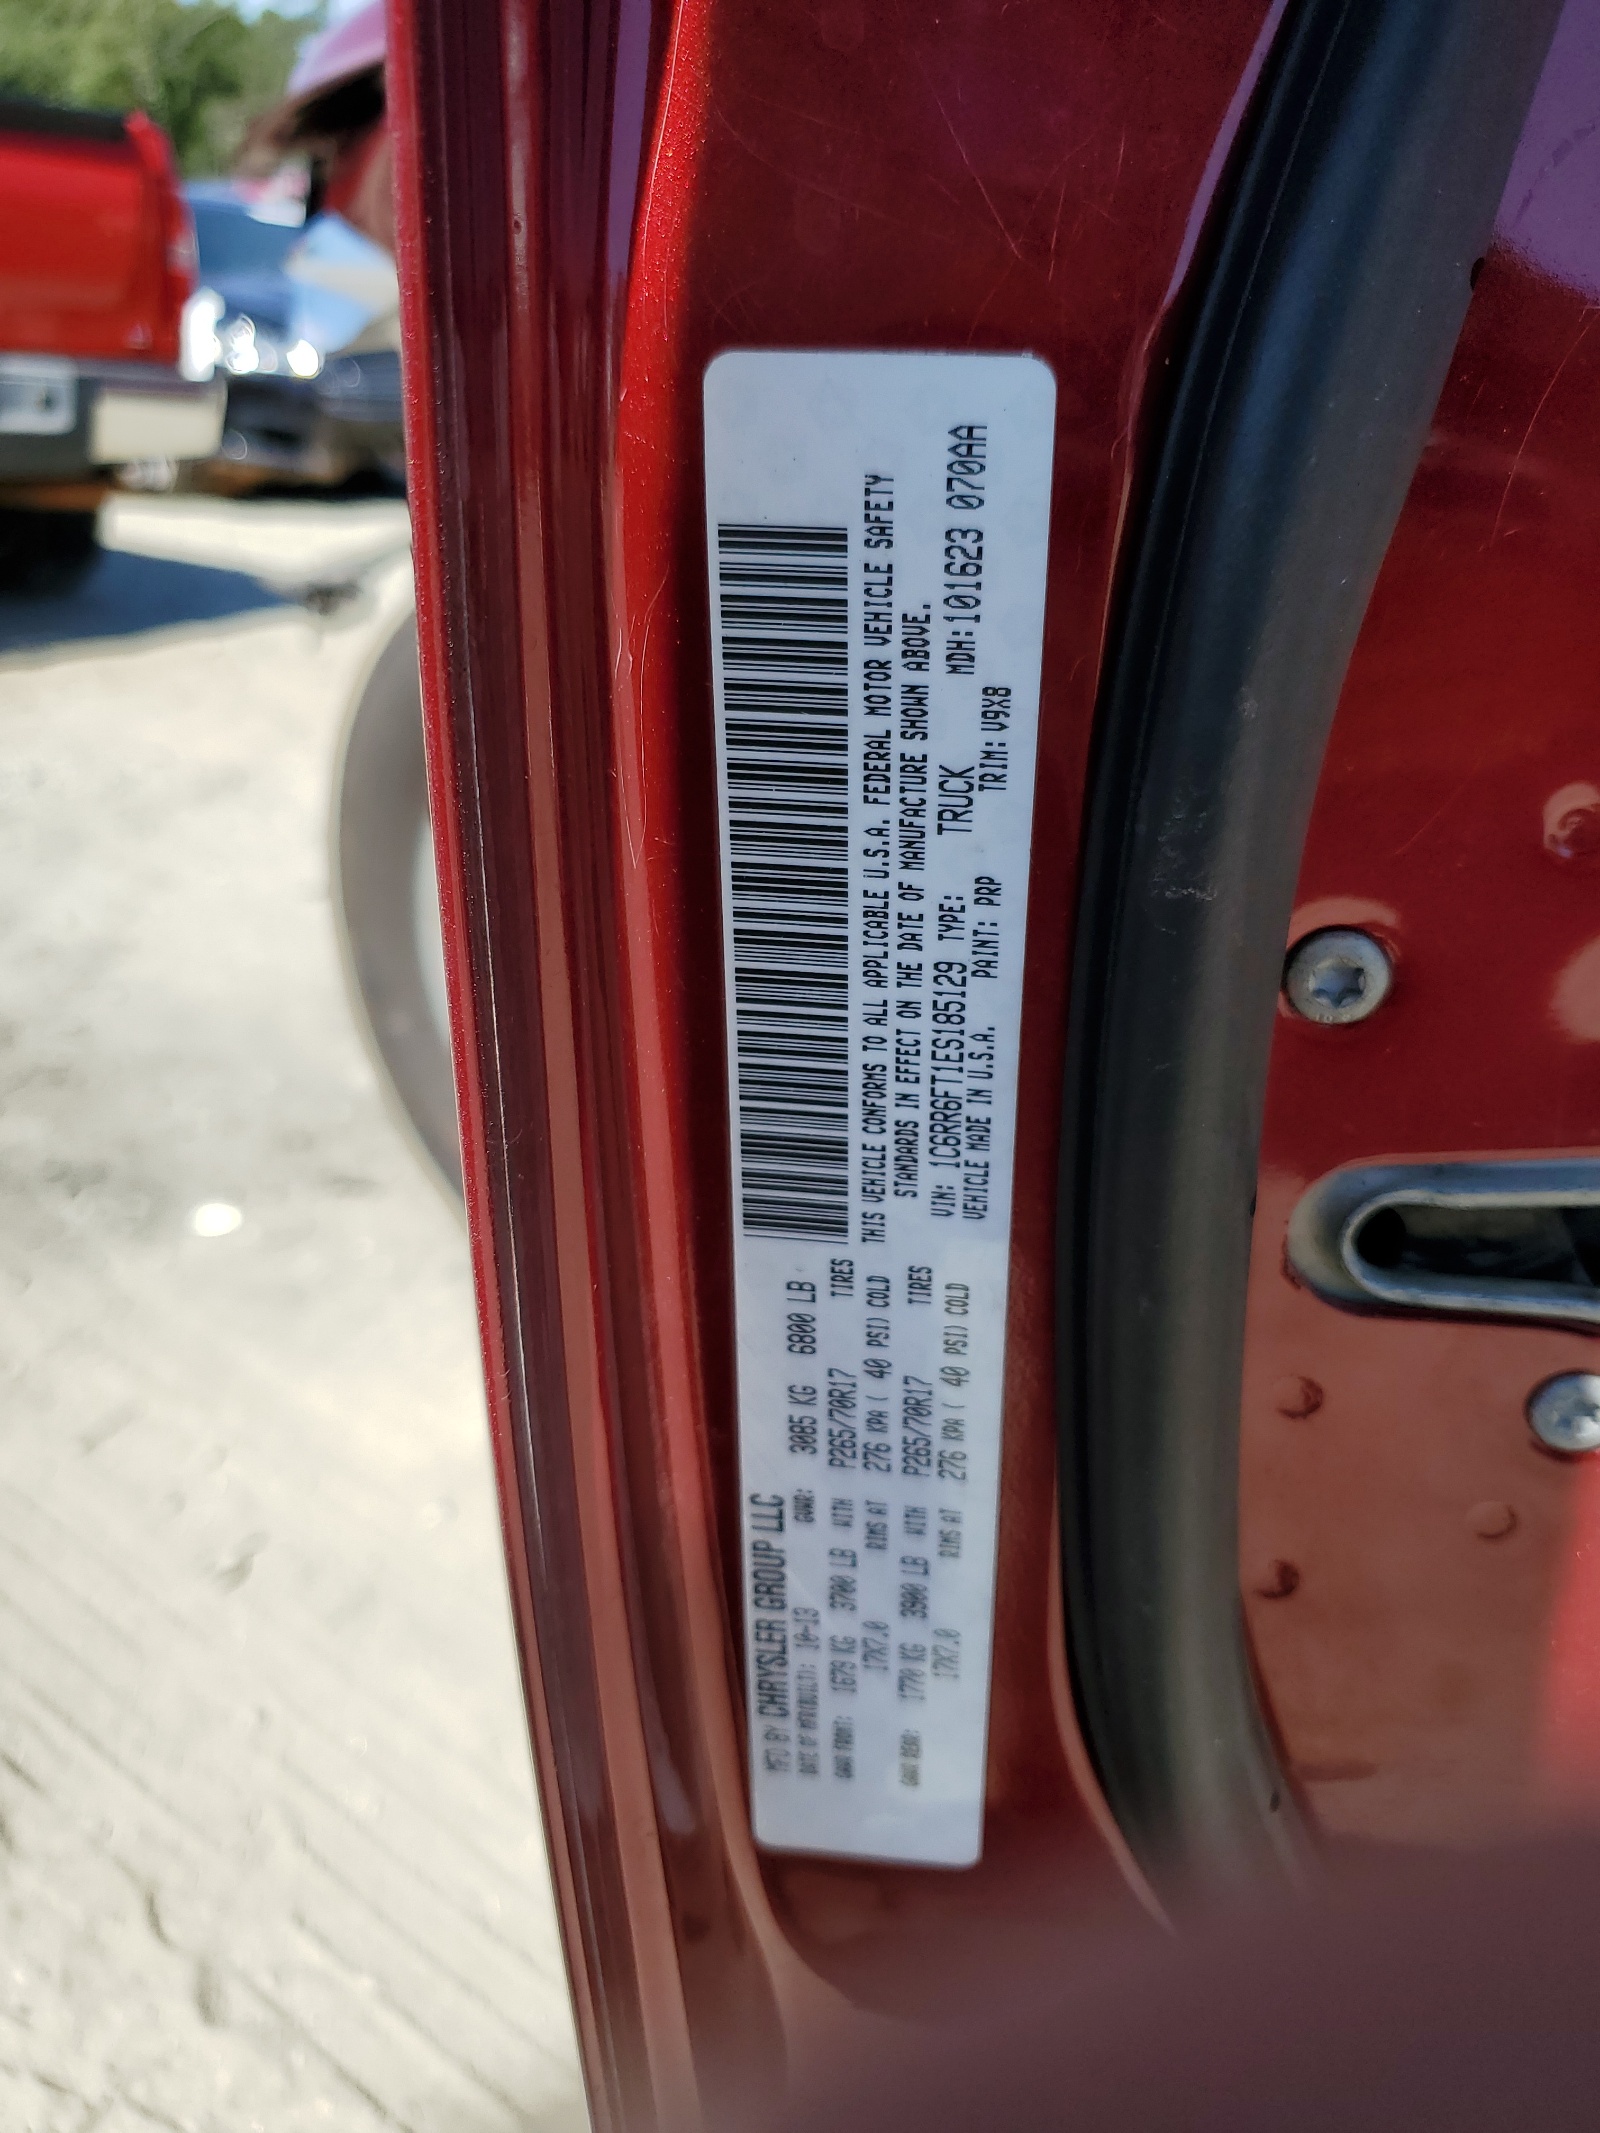 MFD BY CHRYSLER GROUP LLC
DATE OF MFR(BUILT): 10-13 GVWR: 3085 KG 6800 LB
GAWR FRONT: 1679 KG 3700 LB WITH P265/70R17 TIRES
17X7.0 RIMS AT 276 KPA ( 40 PSI) COLD
GAWR REAR: 1770 KG 3900 LB WITH P265/70R17 TIRES
17X7.0 RIMS AT 276 KPA ( 40 PSI) COLD
THIS VEHICLE CONFORMS TO ALL APPLICABLE U.S.A. FEDERAL MOTOR VEHICLE SAFETY
STANDARDS IN EFFECT ON THE DATE OF MANUFACTURE SHOWN ABOVE.
VIN: 1C6RR6FT1ES185129 TYPE: TRUCK MDH:101623 070AA
VEHICLE MADE IN U.S.A. PAINT: PRP TRIM: V9X8